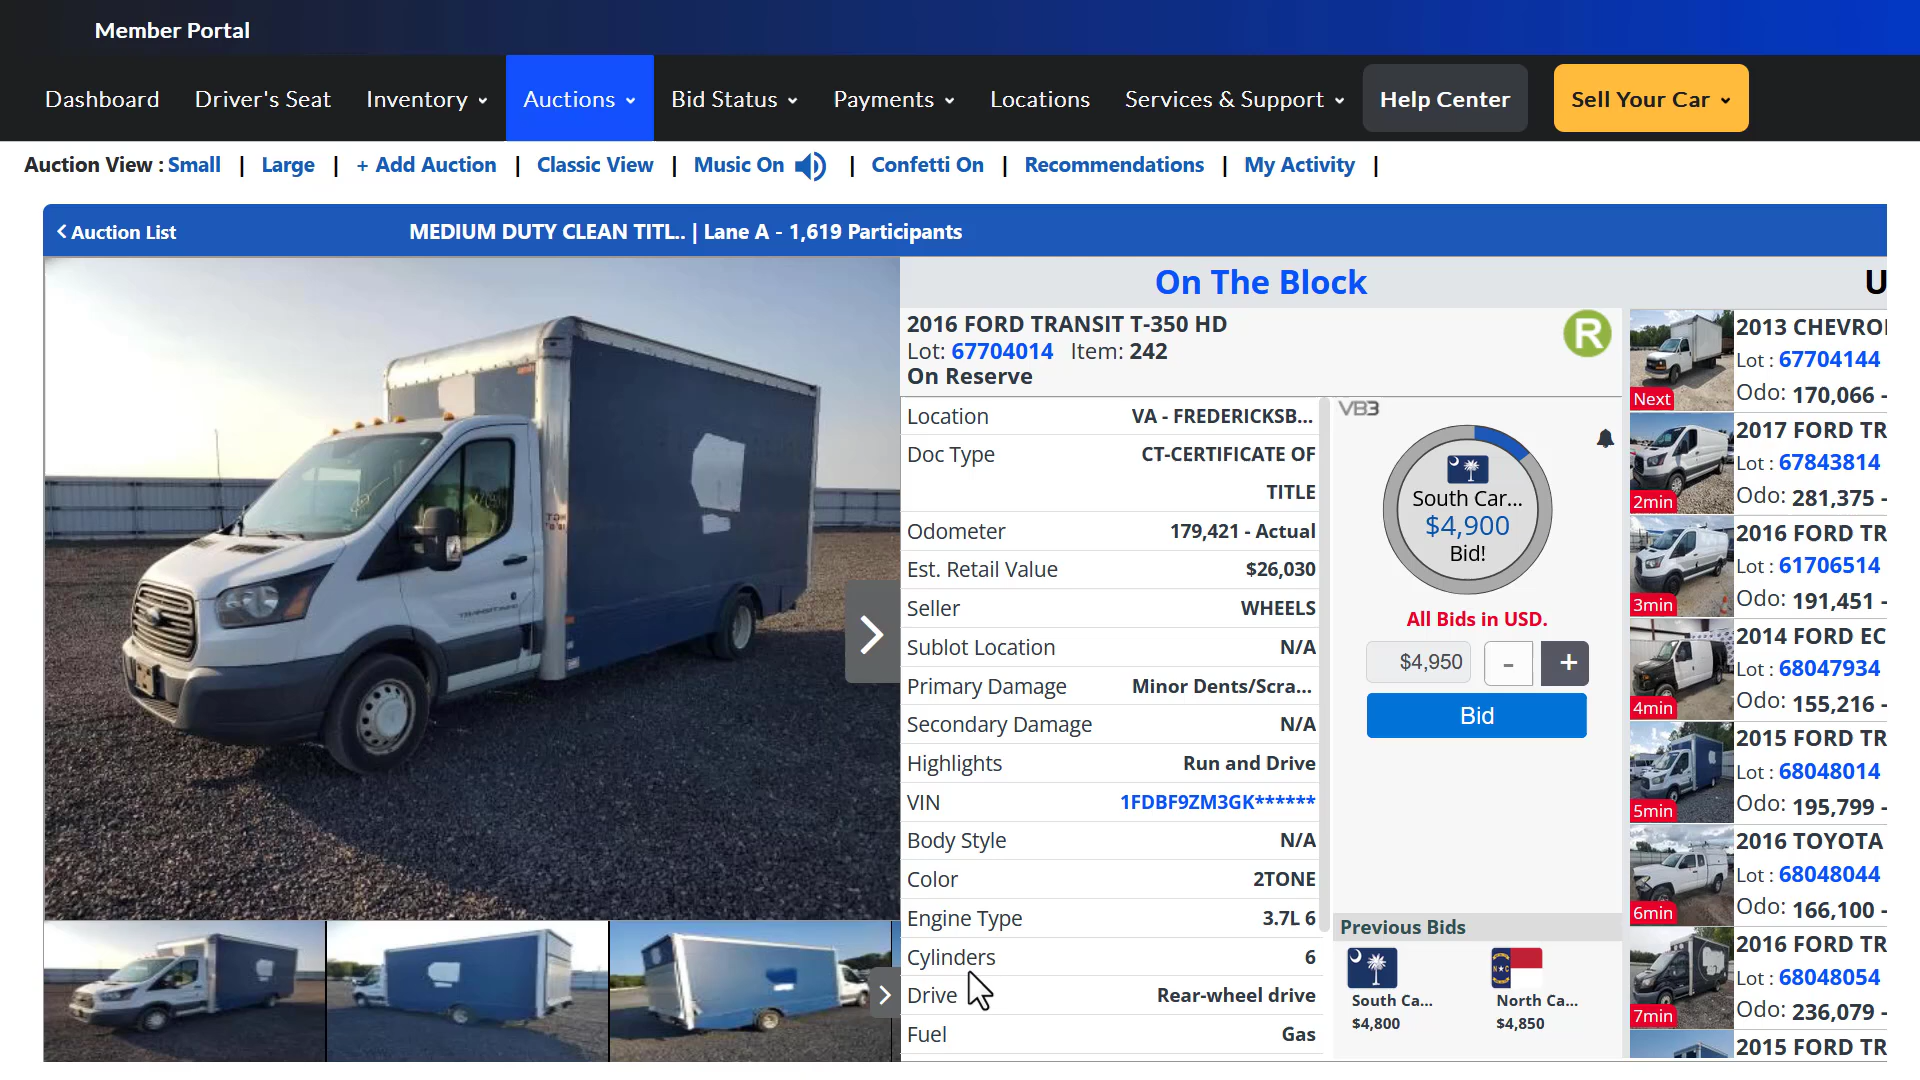 Member Portal
Dashboard
Driver's Seat
Inventory
Auctions
Bid Status
Payments
Locations
Services & Support
Help Center
Sell Your Car
Auction View : Small | Large | + Add Auction | Classic View | Music On | Confetti On | Recommendations | My Activity |
Auction List
MEDIUM DUTY CLEAN TITL.. | Lane A - 1,619 Participants
On The Block
2016 FORD TRANSIT T-350 HD
Lot: 67704014 Item: 242
On Reserve
R
Location VA - FREDERICKSB...
Doc Type CT-CERTIFICATE OF
TITLE
Odometer 179,421 - Actual
Est. Retail Value $26,030
Seller WHEELS
Sublot Location N/A
Primary Damage Minor Dents/Scra...
Secondary Damage N/A
Highlights Run and Drive
VIN 1FDBF9ZM3GK******
Body Style N/A
Color 2TONE
Engine Type 3.7L 6
Cylinders 6
Drive Rear-wheel drive
Fuel Gas
VB3
South Car...
$4,900
Bid!
All Bids in USD.
$4,950 - +
Bid
Previous Bids
South Ca...
$4,800
North Ca...
$4,850
U
2013 CHEVROL
Lot : 67704144
Odo: 170,066 -
Next
2017 FORD TR
Lot : 67843814
Odo: 281,375 -
2min
2016 FORD TR
Lot : 61706514
Odo: 191,451 -
3min
2014 FORD EC
Lot : 68047934
Odo: 155,216 -
4min
2015 FORD TR
Lot : 68048014
Odo: 195,799 -
5min
2016 TOYOTA
Lot : 68048044
Odo: 166,100 -
6min
2016 FORD TR
Lot : 68048054
Odo: 236,079 -
7min
2015 FORD TR